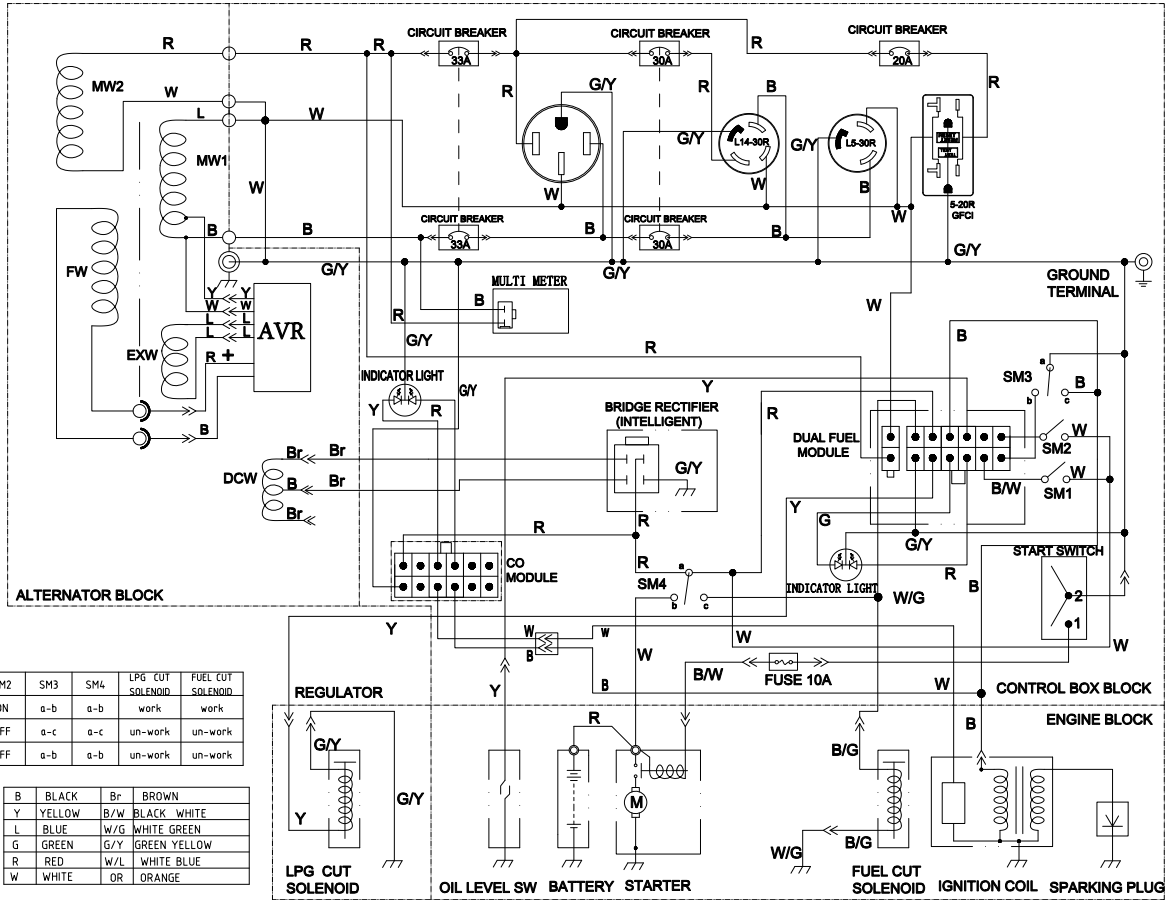 CIRCUIT BREAKER
CIRCUIT BREAKER
CIRCUIT BREAKER
R
R
R
33A
30A
R
20A
MW2
G/Y
B
R
R
R
W
L
W
MW1
G/Y
L14-30R
G/Y
L5-30R
W
W
W
B
5-20R
GFCI
CIRCUIT BREAKER
CIRCUIT BREAKER
W
B
B
33A
B
30A
B
G/Y
FW
G/Y
G/Y
GROUND
TERMINAL
MULTI METER
Y
Y
W
W
L
L
L
L
AVR
B
R
W
EXW
R
+
G/Y
B
R
INDICATOR LIGHT
G/Y
Y
SM3
a
B
b
c
Y
R
BRIDGE RECTIFIER
(INTELLIGENT)
R
B
W
DUAL FUEL
MODULE
SM2
Br
Br
G/Y
DCW
B
Br
W
B/W
SM1
Br
Y
G
R
R
G/Y
START SWITCH
CO
MODULE
R
a
SM4
b
c
INDICATOR LIGHT
R
B
W/G
2
1
ALTERNATOR BLOCK
Y
W
W
B
W
W
W
B/W
FUSE 10A
Y
B
W
CONTROL BOX BLOCK
M2
SM3
SM4
LPG CUT
SOLENOID
FUEL CUT
SOLENOID
ON
a-b
a-b
work
work
FF
a-c
a-c
un-work
un-work
FF
a-b
a-b
un-work
un-work
REGULATOR
ENGINE BLOCK
R
B
G/Y
B/G
G/Y
Y
M
B/G
W/G
B
BLACK
Br
BROWN
Y
YELLOW
B/W
BLACK WHITE
L
BLUE
W/G
WHITE GREEN
G
GREEN
G/Y
GREEN YELLOW
R
RED
W/L
WHITE BLUE
W
WHITE
OR
ORANGE
LPG CUT
SOLENOID
OIL LEVEL SW
BATTERY
STARTER
FUEL CUT
SOLENOID
IGNITION COIL
SPARKING PLUG